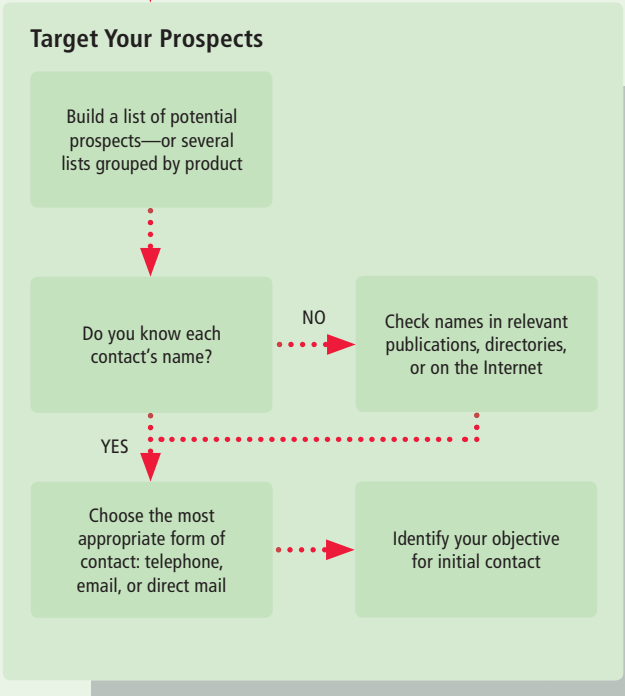 Target Your Prospects
Build a list of potential
prospects—or several
lists grouped by product
Do you know each
contact's name?
NO
Check names in relevant
publications, directories,
or on the Internet
YES
Choose the most
appropriate form of
contact: telephone,
email, or direct mail
Identify your objective
for initial contact